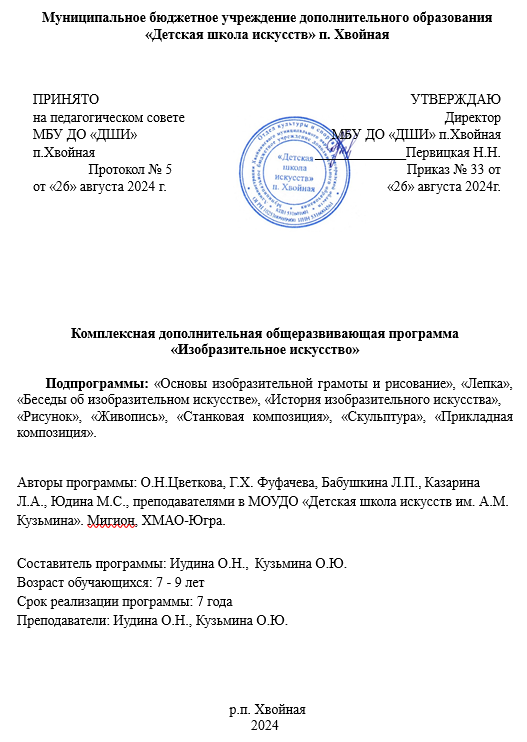 Муниципальное бюджетное учреждение дополнительного образования
«Детская школа искусств» п. Хвойная
ПРИНЯТО
на педагогическом совете
МБУ ДО «ДШИ»
п.Хвойная
Протокол № 5
от «26» августа 2024 г.
«Детская
школа
искусств»
п. Хвойная
УТВЕРЖДАЮ
Директор
МБУ ДО «ДШИ» п.Хвойная
_____________Первицкая Н.Н.
Приказ № 33 от
«26» августа 2024г.
Комплексная дополнительная общеразвивающая программа
«Изобразительное искусство»
Подпрограммы: «Основы изобразительной грамоты и рисование», «Лепка»,
«Беседы об изобразительном искусстве», «История изобразительного искусства»,
«Рисунок», «Живопись», «Станковая композиция», «Скульптура», «Прикладная
композиция».
Авторы программы: О.Н.Цветкова, Г.Х. Фуфачева, Бабушкина Л.П., Казарина
Л.А., Юдина М.С., преподавателями в МОУДО «Детская школа искусств им. А.М.
Кузьмина». Мигион. ХМАО-Югра.
Составитель программы: Иудина О.Н., Кузьмина О.Ю.
Возраст обучающихся: 7 - 9 лет
Срок реализации программы: 7 года
Преподаватели: Иудина О.Н., Кузьмина О.Ю.
р.п. Хвойная
2024